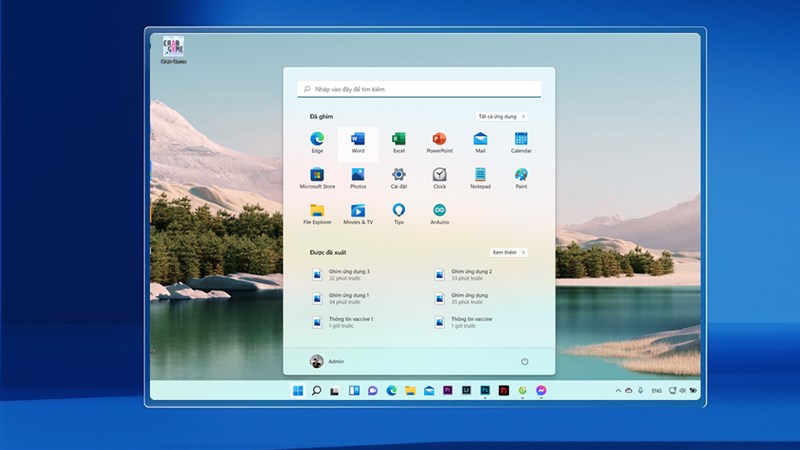 CRAB
GAME
Crab Game
Nhập vào đây để tìm kiếm
Đã ghim
Tất cả ứng dụng
Edge
Word
Excel
PowerPoint
Mail
Calendar
Microsoft Store
Photos
Cài đặt
Clock
Notepad
Paint
File Explorer
Movies & TV
Tips
Arduino
Được đề xuất
Xem thêm
Ghim ứng dụng 3
32 phút trước
Ghim ứng dụng 2
33 phút trước
Ghim ứng dụng 1
34 phút trước
Ghim ứng dụng
35 phút trước
Thông tin vaccine 1
1 giờ trước
Thông tin vaccine
1 giờ trước
Admin
ENG